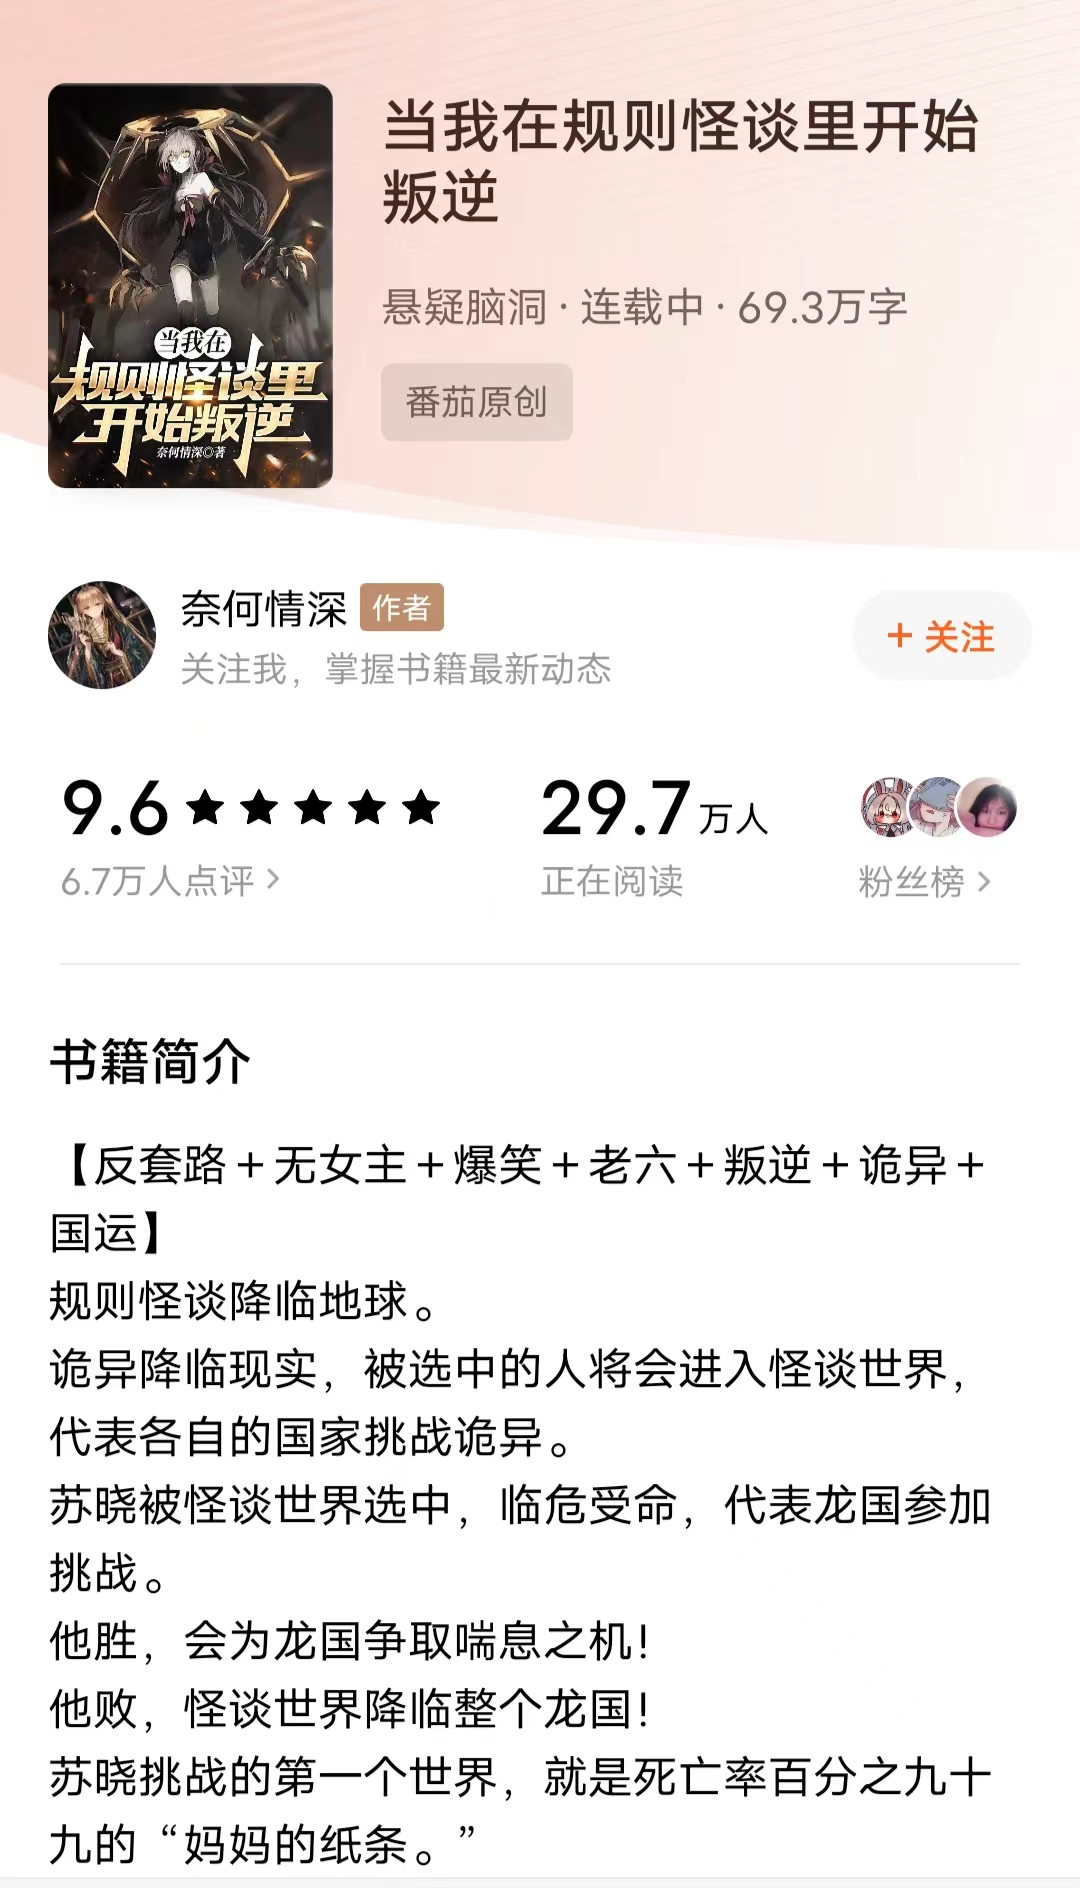 当我在
规则怪谈里
开始叛逆
奈何情深◎著
当我在规则怪谈里开始
叛逆
悬疑脑洞·连载中·69.3万字
番茄原创
奈何情深 作者
关注我，掌握书籍最新动态
+ 关注
9.6 ★★★★★
6.7万人点评 >
29.7万人
正在阅读
粉丝榜 >
书籍简介
【反套路＋无女主＋爆笑＋老六＋叛逆＋诡异＋
国运】
规则怪谈降临地球。
诡异降临现实，被选中的人将会进入怪谈世界，
代表各自的国家挑战诡异。
苏晓被怪谈世界选中，临危受命，代表龙国参加
挑战。
他胜，会为龙国争取喘息之机！
他败，怪谈世界降临整个龙国！
苏晓挑战的第一个世界，就是死亡率百分之九十
九的“妈妈的纸条。”